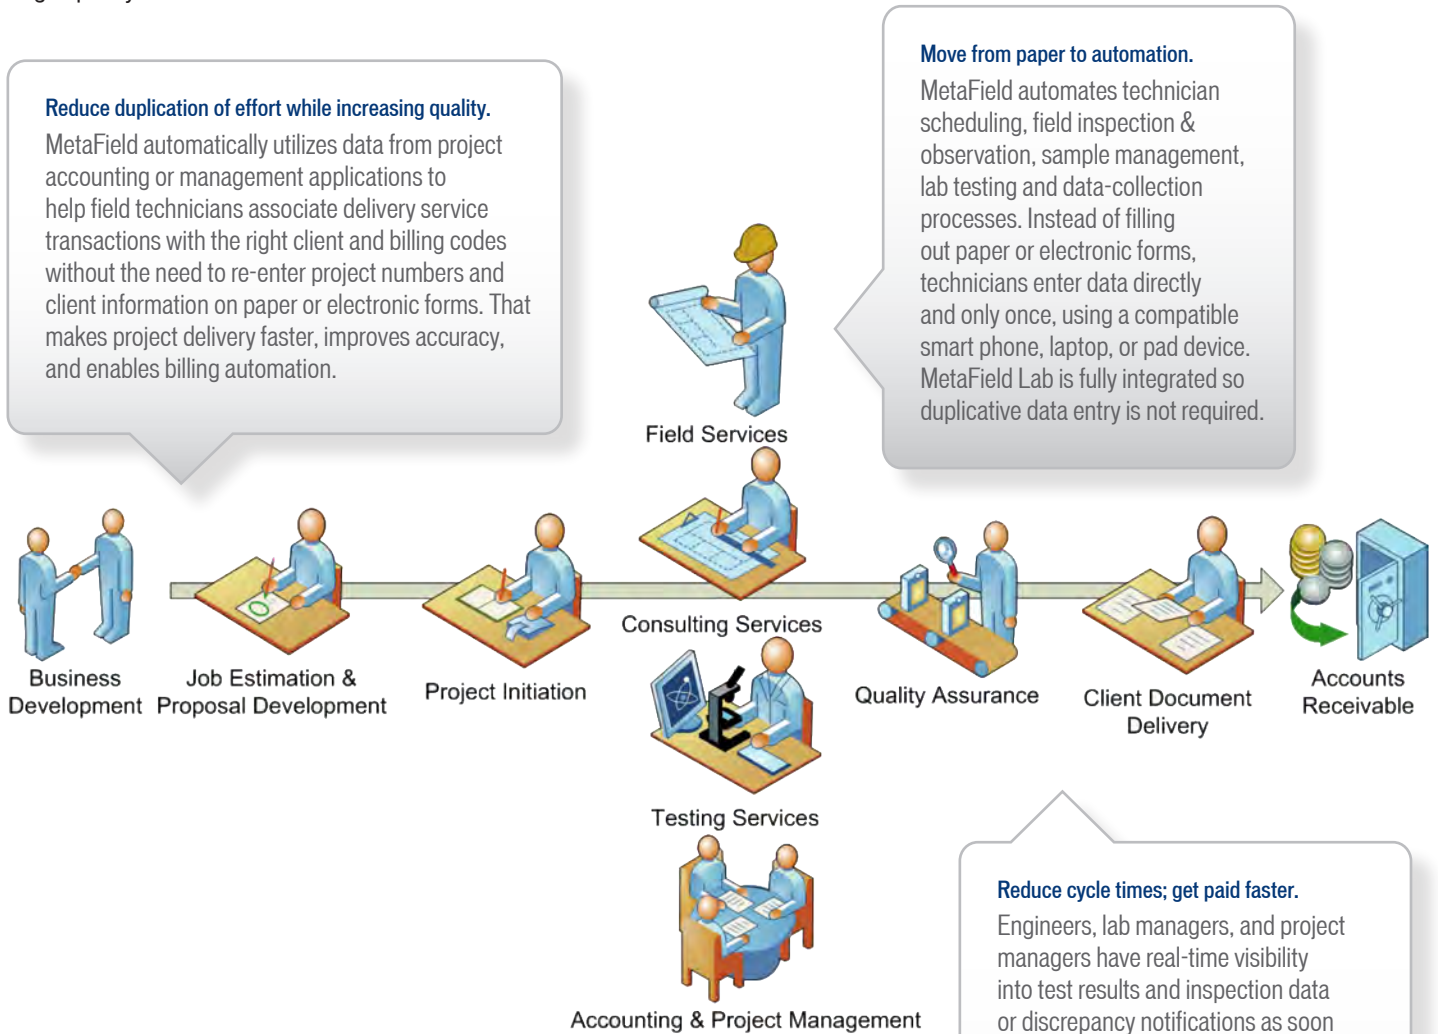 Reduce duplication of effort while increasing quality.
MetaField automatically utilizes data from project
accounting or management applications to
help field technicians associate delivery service
transactions with the right client and billing codes
without the need to re-enter project numbers and
client information on paper or electronic forms. That
makes project delivery faster, improves accuracy,
and enables billing automation.
Move from paper to automation.
MetaField automates technician
scheduling, field inspection &
observation, sample management,
lab testing and data-collection
processes. Instead of filling
out paper or electronic forms,
technicians enter data directly
and only once, using a compatible
smart phone, laptop, or pad device.
MetaField Lab is fully integrated so
duplicative data entry is not required.
Field Services
Business
Development
Job Estimation &
Proposal Development
Project Initiation
Consulting Services
Testing Services
Accounting & Project Management
Quality Assurance
Client Document
Delivery
Accounts
Receivable
Reduce cycle times; get paid faster.
Engineers, lab managers, and project
managers have real-time visibility
into test results and inspection data
or discrepancy notifications as soon